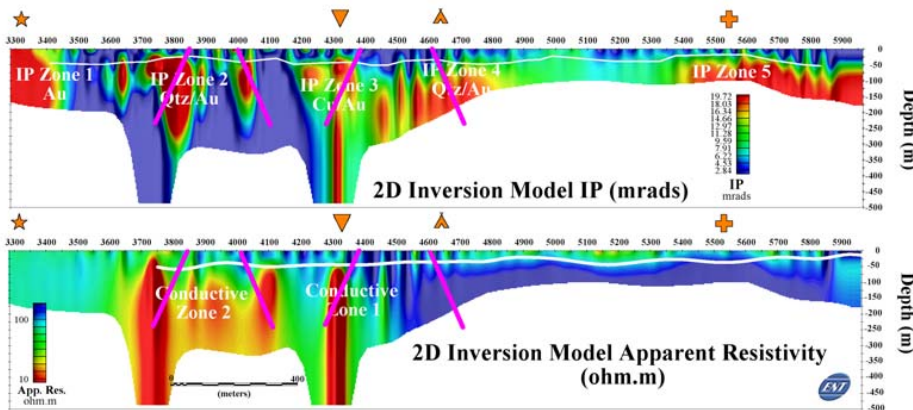 3300 3400 3500 3600 3700 3800 3900 4000 4100 4200 4300 4400 4500 4600 4700 4800 4900 5000 5100 5200 5300 5400 5500 5600 5700 5800 5900
IP Zone 1
Au
IP Zone 2
Qtz/Au
IP Zone 3
Cu/Au
IP Zone 4
Qtz/Au
IP Zone 5
19.72
18.03
16.34
14.66
12.97
11.28
9.59
7.91
6.22
4.53
2.84
IP
mrads
0
-50
-100
-150
-200
-250
-300
-350
-400
-450
-500
Depth (m)
2D Inversion Model IP (mrads)
3300 3400 3500 3600 3700 3800 3900 4000 4100 4200 4300 4400 4500 4600 4700 4800 4900 5000 5100 5200 5300 5400 5500 5600 5700 5800 5900
Conductive
Zone 2
Conductive
Zone 1
100
10
App. Res.
ohm.m
0 400
(meters)
0
-50
-100
-150
-200
-250
-300
-350
-400
-450
-500
Depth (m)
2D Inversion Model Apparent Resistivity
(ohm.m)
ENT